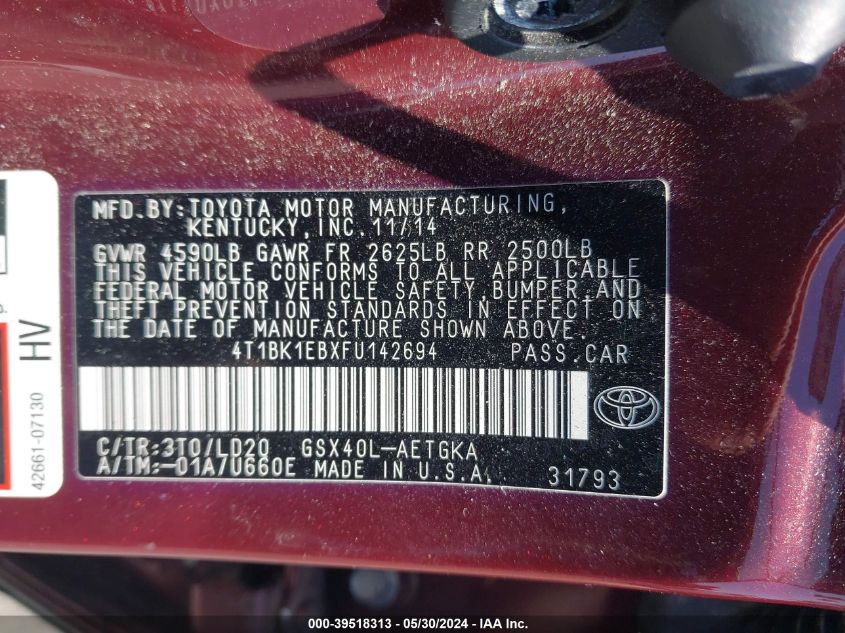 MFD.BY:TOYOTA MOTOR MANUFACTURING,
KENTUCKY,INC.11/14
GVWR 4590LB GAWR FR 2625LB RR 2500LB
THIS VEHICLE CONFORMS TO ALL APPLICABLE
FEDERAL MOTOR VEHICLE SAFETY,BUMPER,AND
THEFT PREVENTION STANDARDS IN EFFECT ON
THE DATE OF MANUFACTURE SHOWN ABOVE.
4T1BK1EBXFU142694 PASS.CAR
C/TR:3T0/LD20 GSX40L-AETGKA
A/TM:-01A/U660E MADE IN U.S.A. 31793
HV
42661-07130
000-39518313 - 05/30/2024 - IAA Inc.